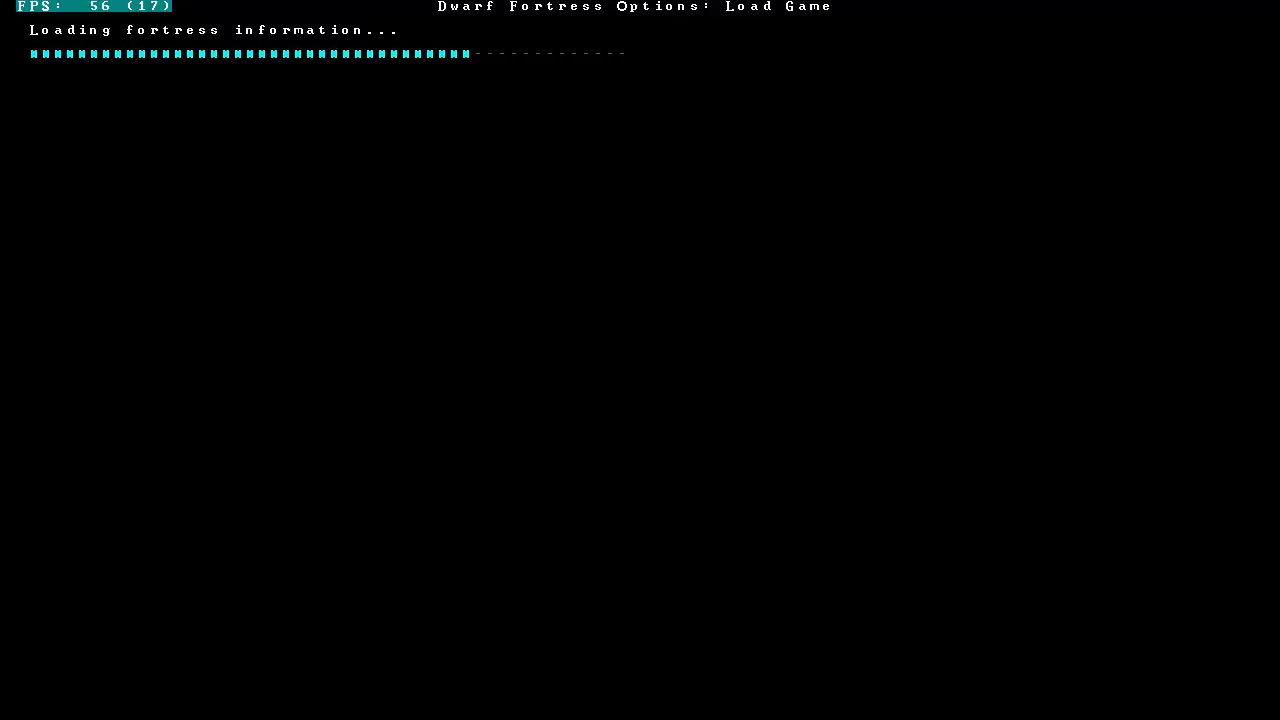 FPS: 56 (17) Dwarf Fortress Options: Load Game
Loading fortress information...